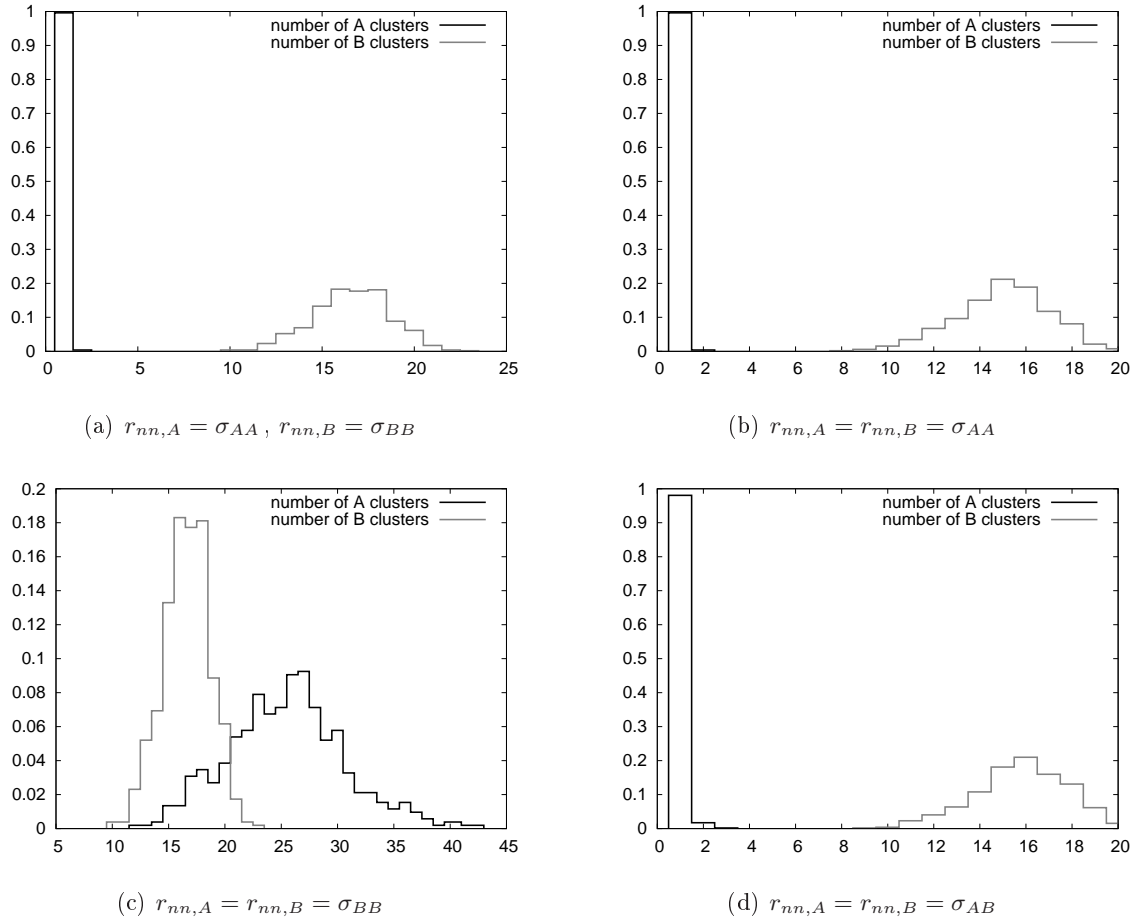 number of A clusters
number of B clusters
1
0.9
0.8
0.7
0.6
0.5
0.4
0.3
0.2
0.1
0
0 5 10 15 20 25
(a) r_{nn,A} = σ_{AA} , r_{nn,B} = σ_{BB}
number of A clusters
number of B clusters
1
0.9
0.8
0.7
0.6
0.5
0.4
0.3
0.2
0.1
0
0 2 4 6 8 10 12 14 16 18 20
(b) r_{nn,A} = r_{nn,B} = σ_{AA}
number of A clusters
number of B clusters
0.2
0.18
0.16
0.14
0.12
0.1
0.08
0.06
0.04
0.02
0
5 10 15 20 25 30 35 40 45
(c) r_{nn,A} = r_{nn,B} = σ_{BB}
number of A clusters
number of B clusters
1
0.9
0.8
0.7
0.6
0.5
0.4
0.3
0.2
0.1
0
0 2 4 6 8 10 12 14 16 18 20
(d) r_{nn,A} = r_{nn,B} = σ_{AB}